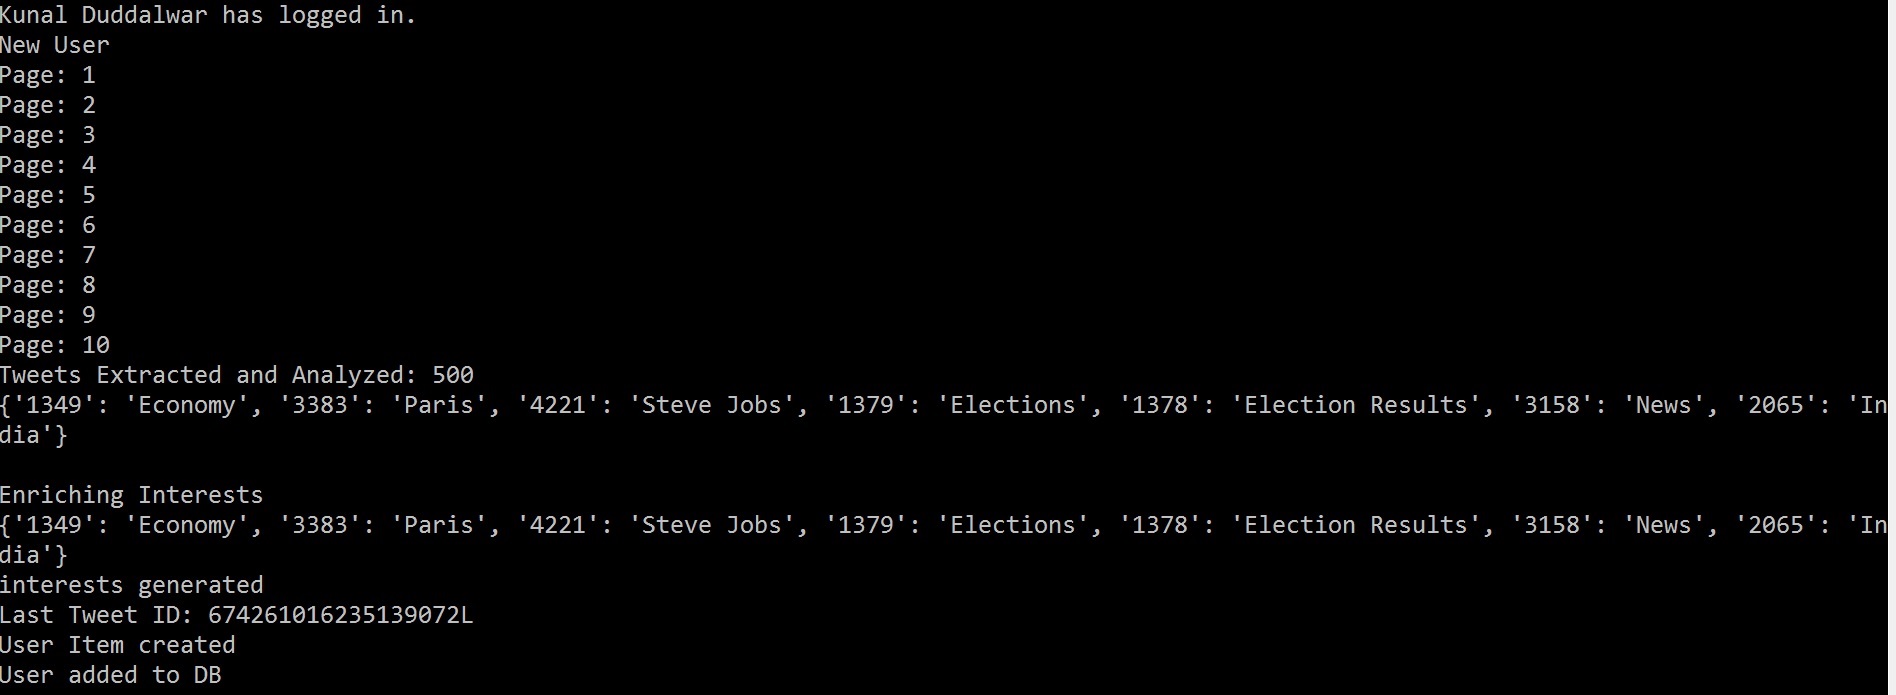 Kunal Duddalwar has logged in.
New User
Page: 1
Page: 2
Page: 3
Page: 4
Page: 5
Page: 6
Page: 7
Page: 8
Page: 9
Page: 10
Tweets Extracted and Analyzed: 500
{'1349': 'Economy', '3383': 'Paris', '4221': 'Steve Jobs', '1379': 'Elections', '1378': 'Election Results', '3158': 'News', '2065': 'In
dia'}
Enriching Interests
{'1349': 'Economy', '3383': 'Paris', '4221': 'Steve Jobs', '1379': 'Elections', '1378': 'Election Results', '3158': 'News', '2065': 'In
dia'}
interests generated
Last Tweet ID: 674261016235139072L
User Item created
User added to DB